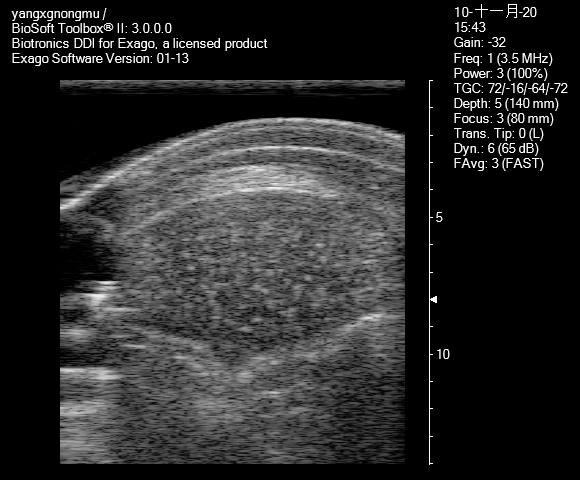 yangxgnongmu /
BioSoft Toolbox® II: 3.0.0.0
Biotronics DDI for Exago, a licensed product
Exago Software Version: 01-13
10-十一月-20
15:43
Gain: -32
Freq: 1 (3.5 MHz)
Power: 3 (100%)
TGC: 72/-16/-64/-72
Depth: 5 (140 mm)
Focus: 3 (80 mm)
Trans. Tip: 0 (L)
Dyn.: 6 (65 dB)
FAvg: 3 (FAST)
5
10